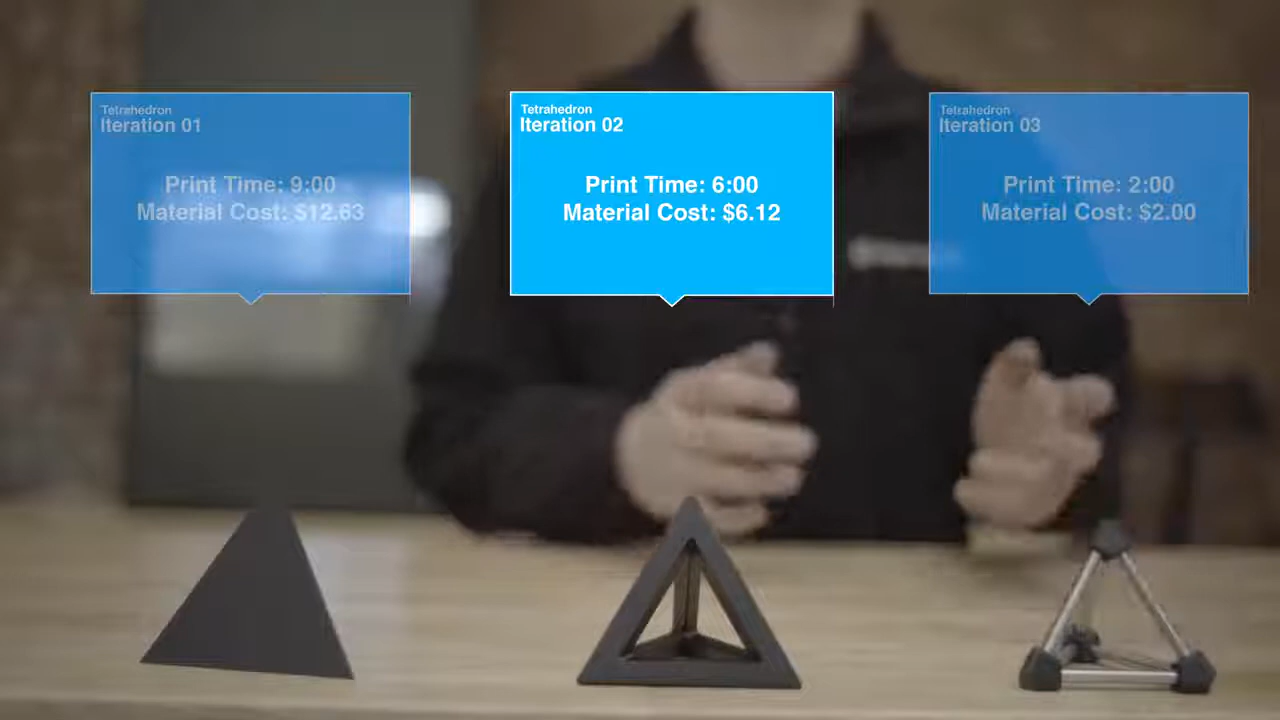 Tetrahedron
Iteration 01
Print Time: 9:00
Material Cost: $12.63
Tetrahedron
Iteration 02
Print Time: 6:00
Material Cost: $6.12
Tetrahedron
Iteration 03
Print Time: 2:00
Material Cost: $2.00